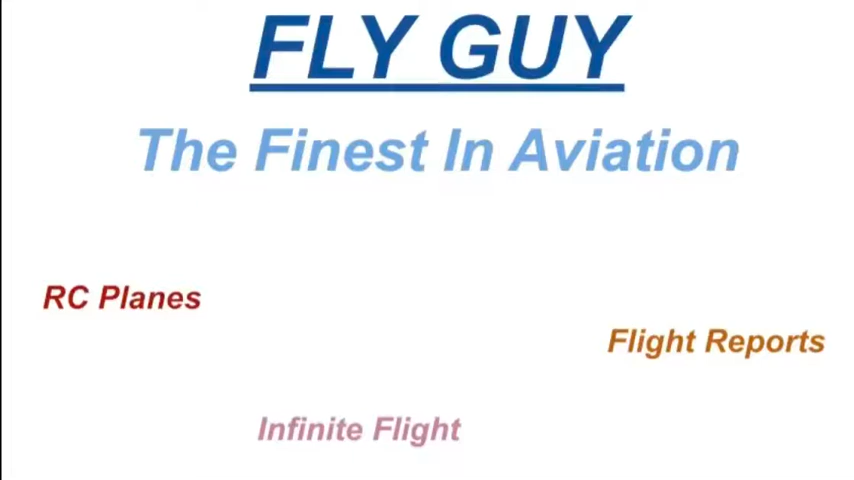 FLY GUY
The Finest In Aviation
RC Planes
Flight Reports
Infinite Flight